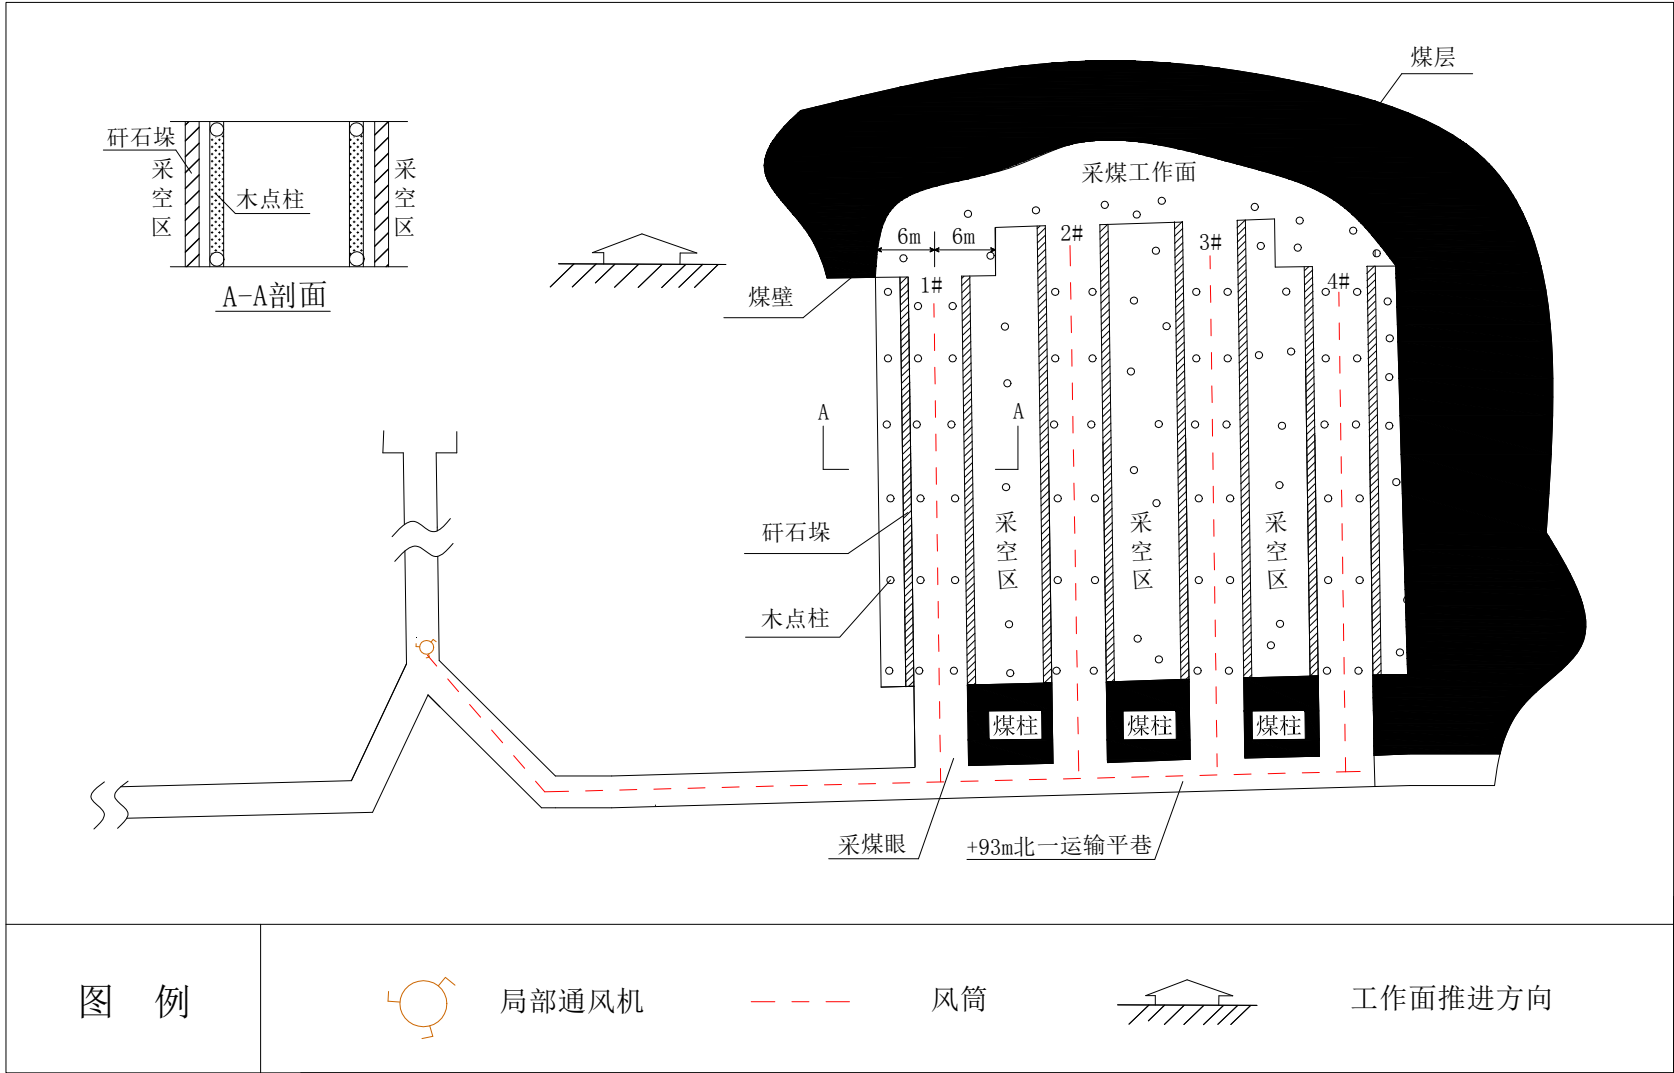 煤层
矸石垛
采空区
采空区
木点柱
A-A剖面
采煤工作面
6m
6m
1#
2#
3#
4#
煤壁
A
A
矸石垛
采空区
采空区
采空区
木点柱
煤柱
煤柱
煤柱
采煤眼
+93m北一运输平巷
图 例
局部通风机
风筒
工作面推进方向